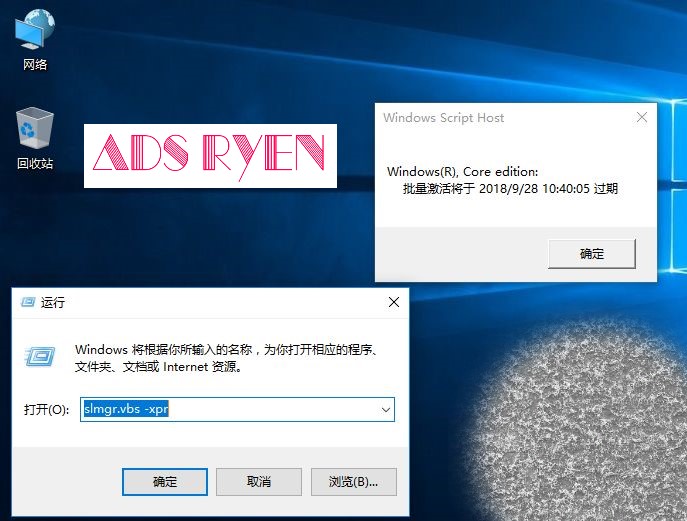 网络
回收站
ADS RYEN
Windows Script Host
Windows(R), Core edition:
批量激活将于 2018/9/28 10:40:05 过期
确定
运行
Windows 将根据你所输入的名称，为你打开相应的程序、
文件夹、文档或 Internet 资源。
打开(O):
slmgr.vbs -xpr
确定
取消
浏览(B)...